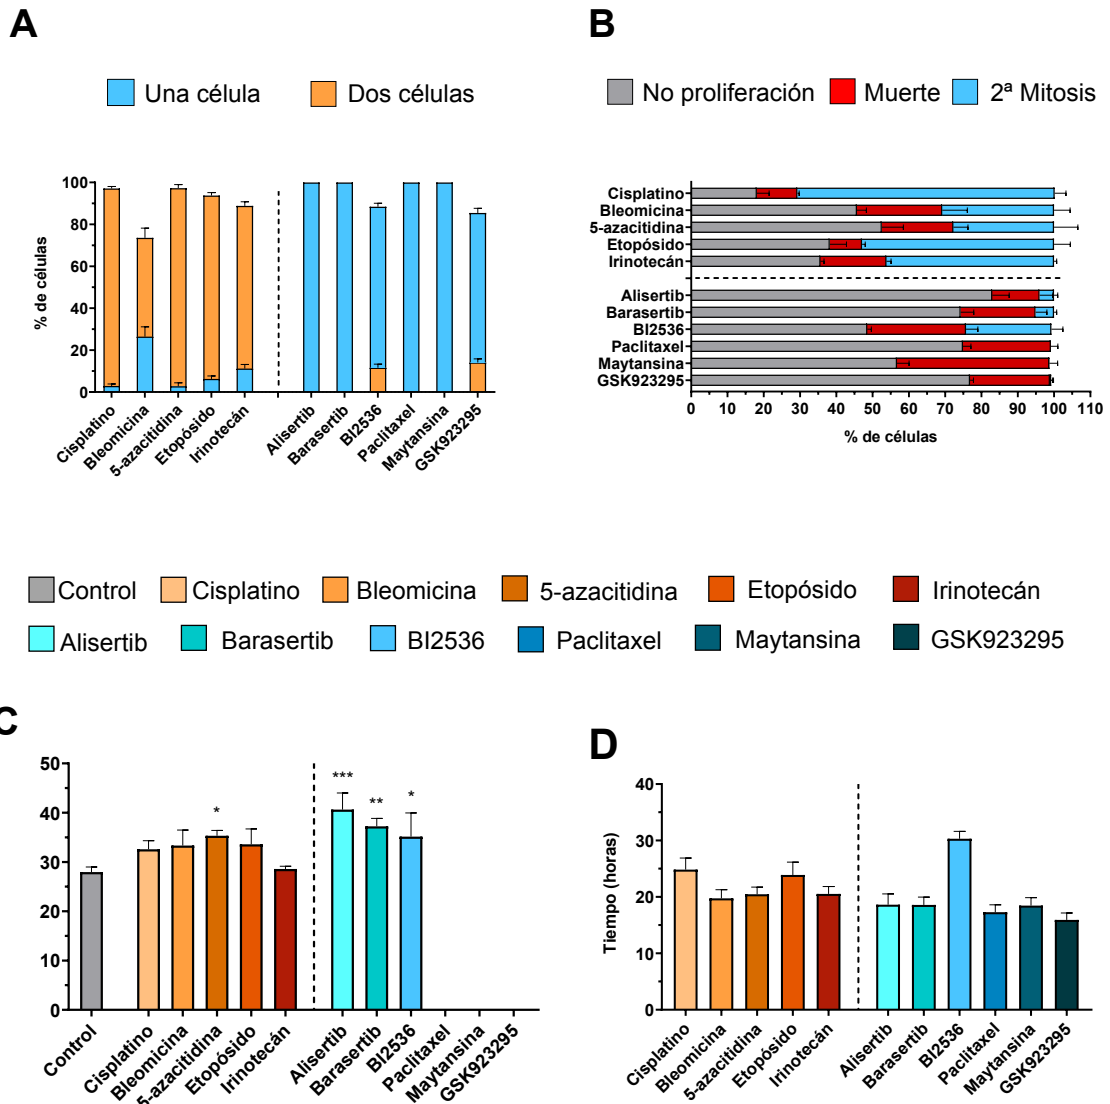 A
Una célula
Dos células
% de células
100
80
60
40
20
0
Cisplatino
Bleomicina
5-azacitidina
Etopósido
Irinotecán
Alisertib
Barasertib
BI2536
Paclitaxel
Maytansina
GSK923295
B
No proliferación
Muerte
2ª Mitosis
Cisplatino
Bleomicina
5-azacitidina
Etopósido
Irinotecán
Alisertib
Barasertib
BI2536
Paclitaxel
Maytansina
GSK923295
0 10 20 30 40 50 60 70 80 90 100 110
% de células
Control Cisplatino Bleomicina 5-azacitidina Etopósido Irinotecán
Alisertib Barasertib BI2536 Paclitaxel Maytansina GSK923295
C
50
40
30
20
10
0
* *** ** *
Control
Cisplatino
Bleomicina
5-azacitidina
Etopósido
Irinotecán
Alisertib
Barasertib
BI2536
Paclitaxel
Maytansina
GSK923295
D
Tiempo (horas)
40
30
20
10
0
Cisplatino
Bleomicina
5-azacitidina
Etopósido
Irinotecán
Alisertib
Barasertib
BI2536
Paclitaxel
Maytansina
GSK923295